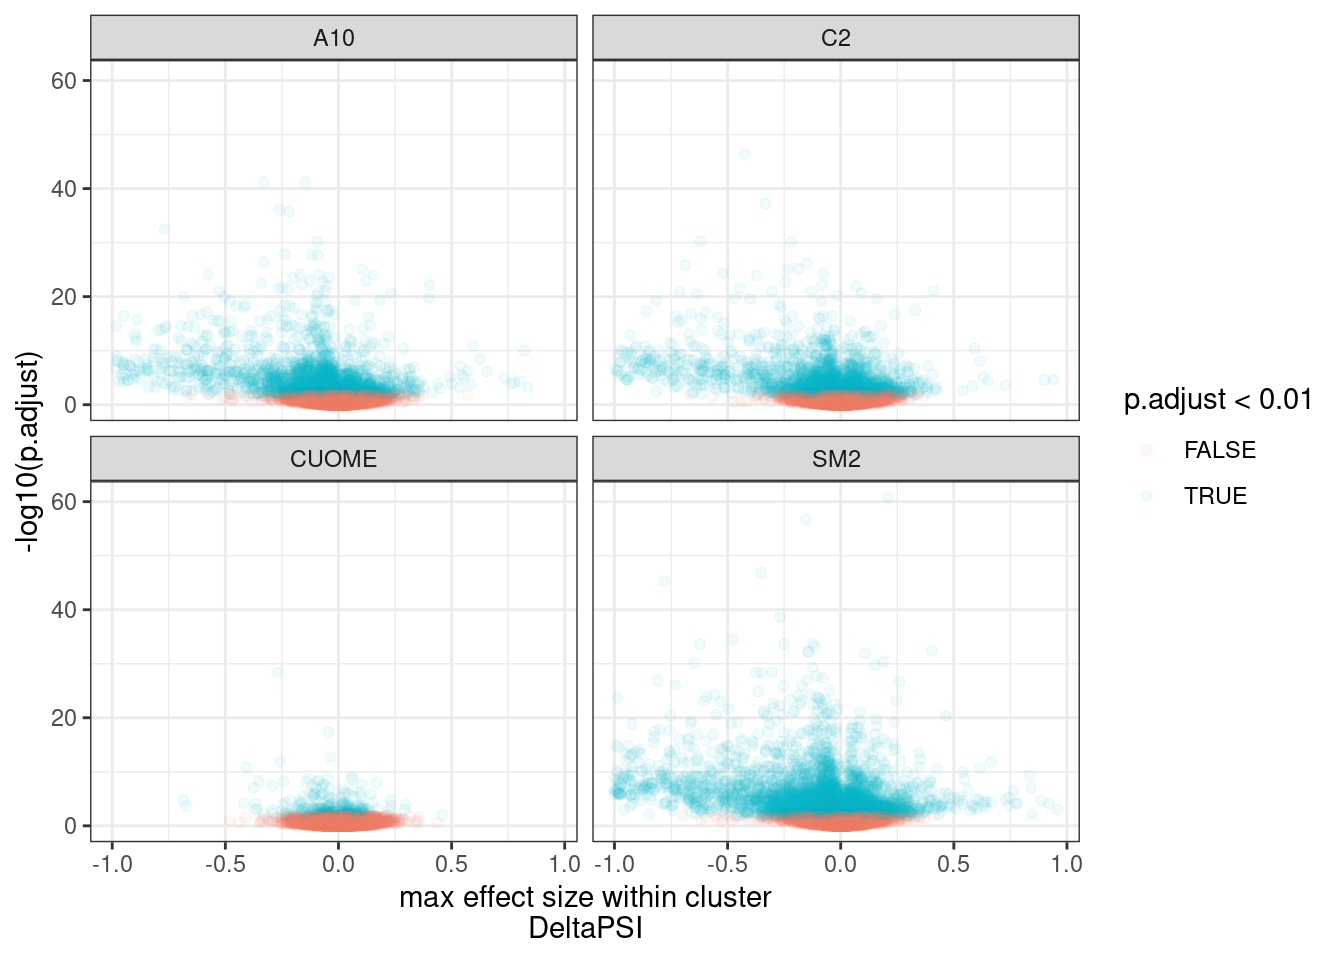 A10
C2
60
40
20
0
CUOME
SM2
60
40
20
0
-1.0 -0.5 0.0 0.5 1.0 -1.0 -0.5 0.0 0.5 1.0
max effect size within cluster
DeltaPSI
-log10(p.adjust)
p.adjust < 0.01
FALSE
TRUE